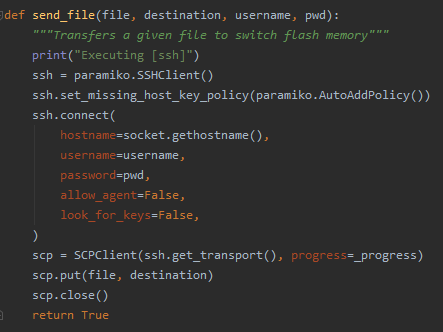 def send_file(file, destination, username, pwd):
    """Transfers a given file to switch flash memory"""
    print("Executing [ssh]")
    ssh = paramiko.SSHClient()
    ssh.set_missing_host_key_policy(paramiko.AutoAddPolicy())
    ssh.connect(
        hostname=socket.gethostname(),
        username=username,
        password=pwd,
        allow_agent=False,
        look_for_keys=False,
    )
    scp = SCPClient(ssh.get_transport(), progress=_progress)
    scp.put(file, destination)
    scp.close()
    return True